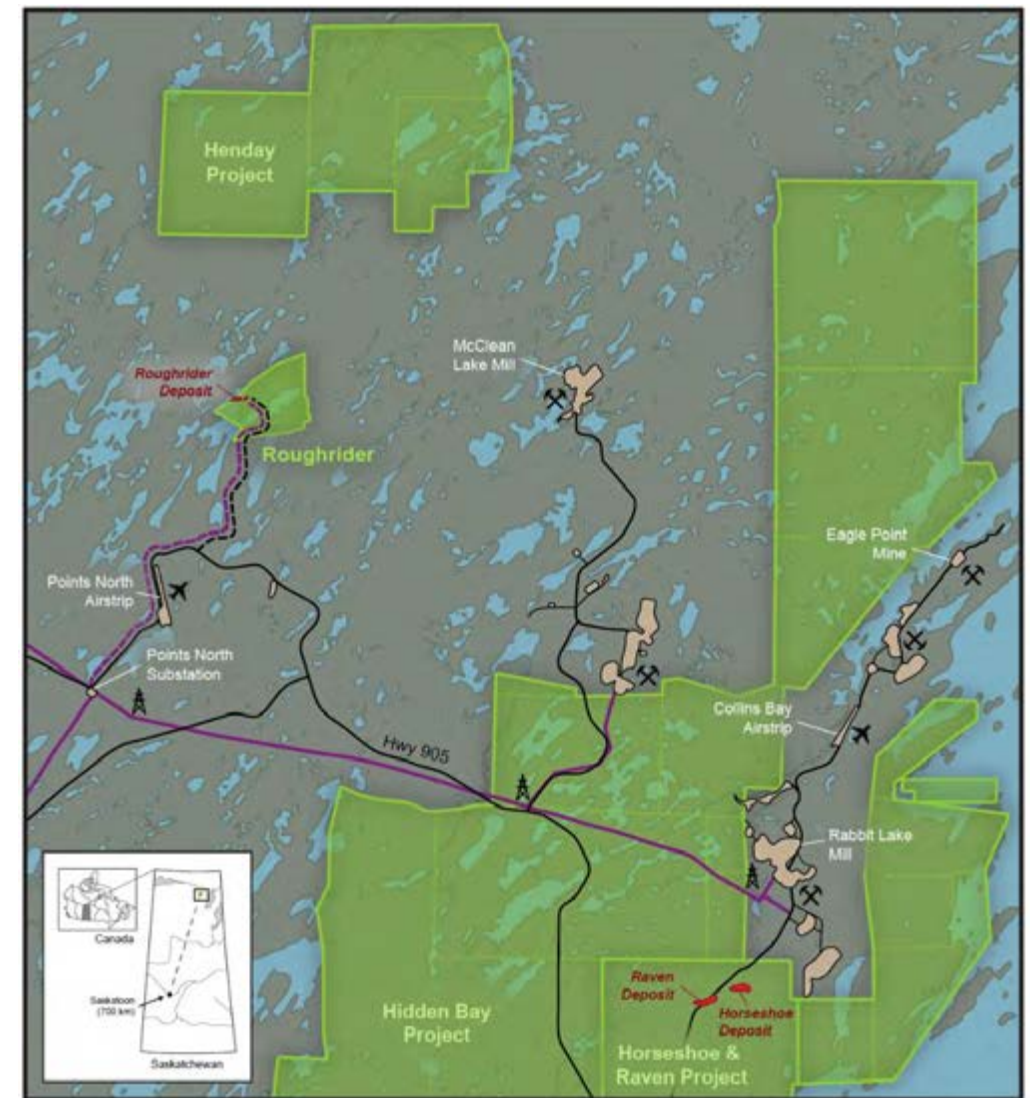 Henday
Project
McClean
Lake Mill
Roughrider
Deposit
Roughrider
Eagle Point
Mine
Points North
Airstrip
Points North
Substation
Collins Bay
Airstrip
Hwy 905
Rabbit Lake
Mill
Canada
Saskatoon
(700 km)
Saskatchewan
Raven
Deposit
Horseshoe
Deposit
Hidden Bay
Project
Horseshoe &
Raven Project